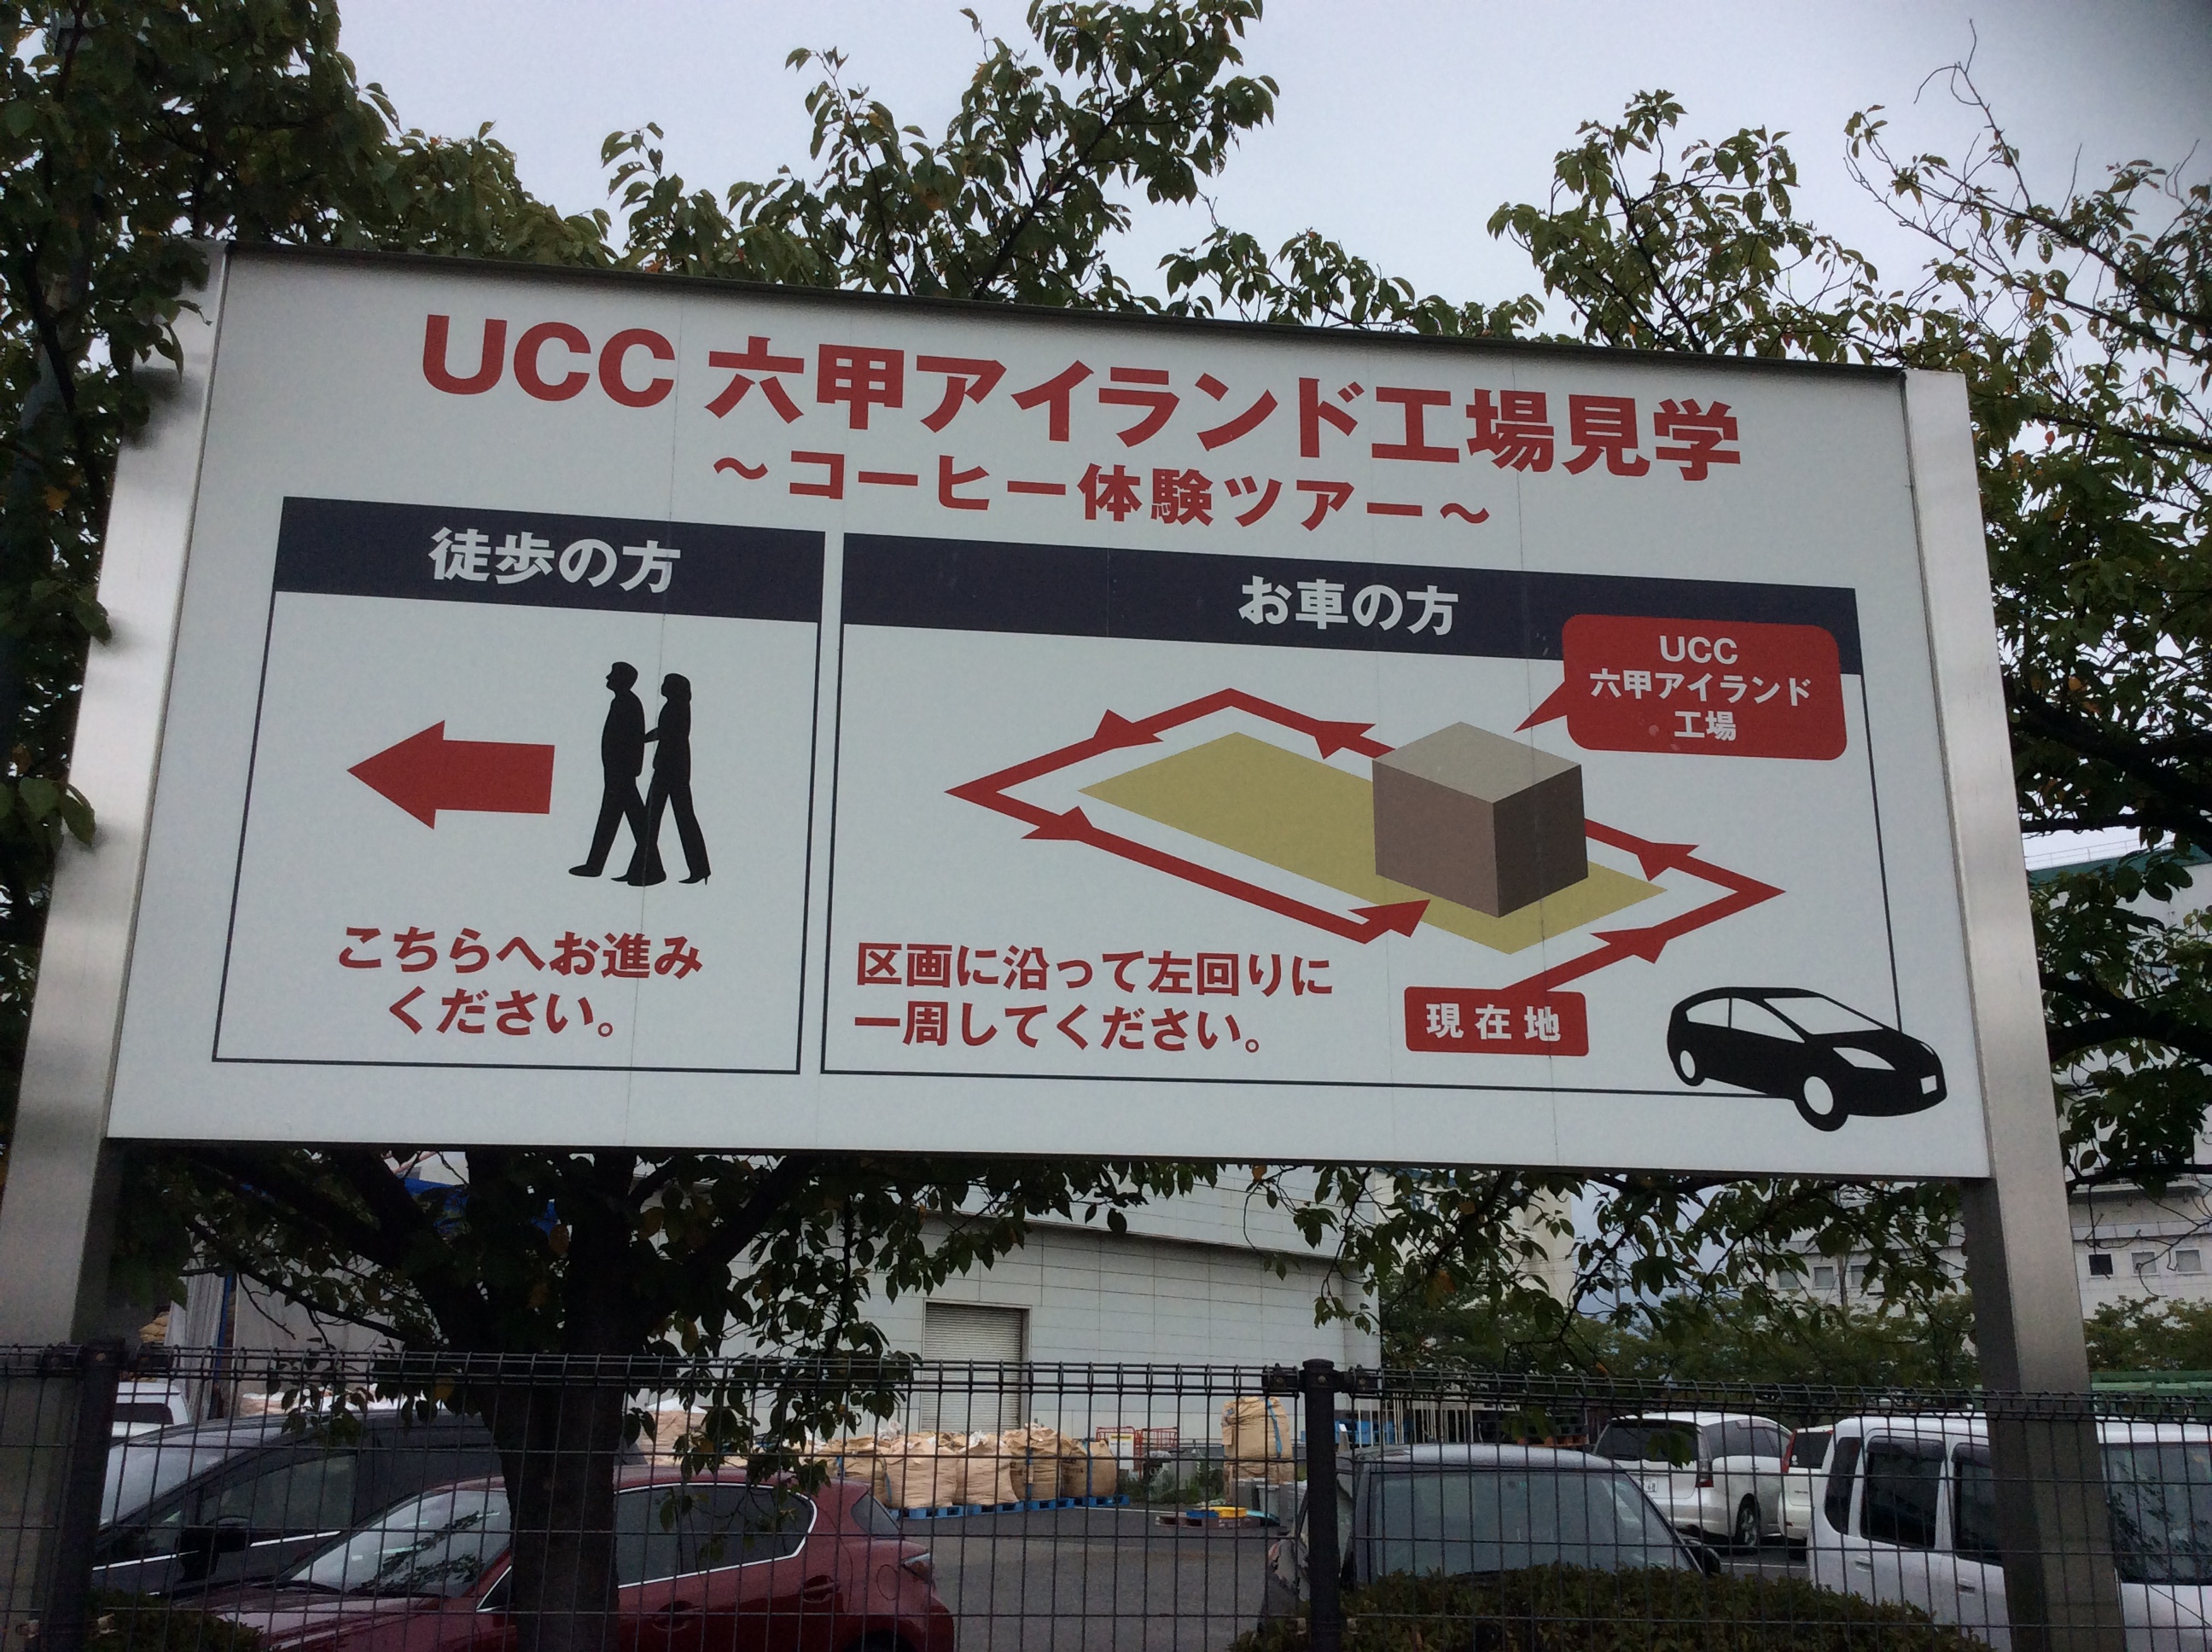 UCC 六甲アイランド工場見学
～コーヒー体験ツアー～
徒歩の方
こちらへお進み
ください。
お車の方
UCC
六甲アイランド
工場
区画に沿って左回りに
一周してください。
現在地